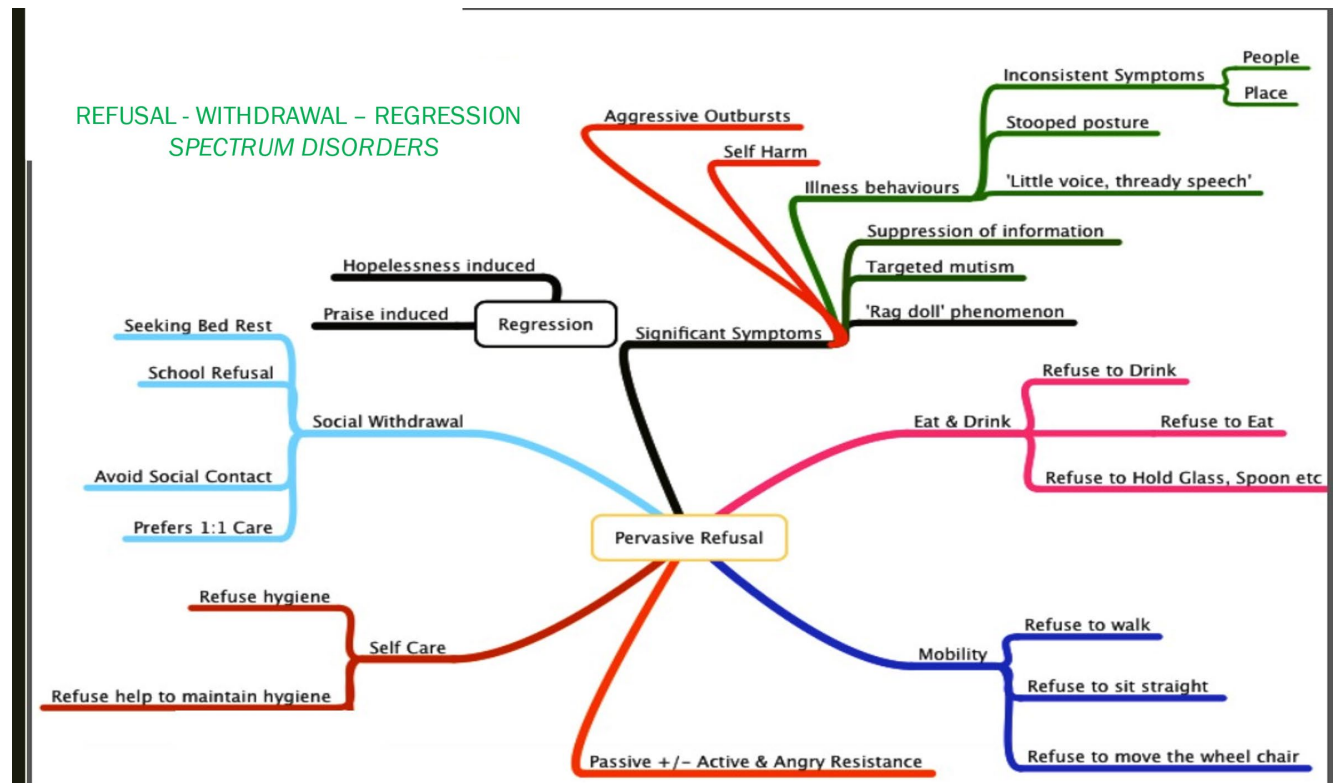 REFUSAL - WITHDRAWAL – REGRESSION
SPECTRUM DISORDERS
Aggressive Outbursts
Self Harm
Illness behaviours
Inconsistent Symptoms
People
Place
Stooped posture
'Little voice, thready speech'
Suppression of information
Targeted mutism
'Rag doll' phenomenon
Significant Symptoms
Hopelessness induced
Praise induced
Regression
Seeking Bed Rest
School Refusal
Social Withdrawal
Avoid Social Contact
Prefers 1:1 Care
Eat & Drink
Refuse to Drink
Refuse to Eat
Refuse to Hold Glass, Spoon etc
Pervasive Refusal
Refuse hygiene
Self Care
Refuse help to maintain hygiene
Mobility
Refuse to walk
Refuse to sit straight
Refuse to move the wheel chair
Passive +/- Active & Angry Resistance